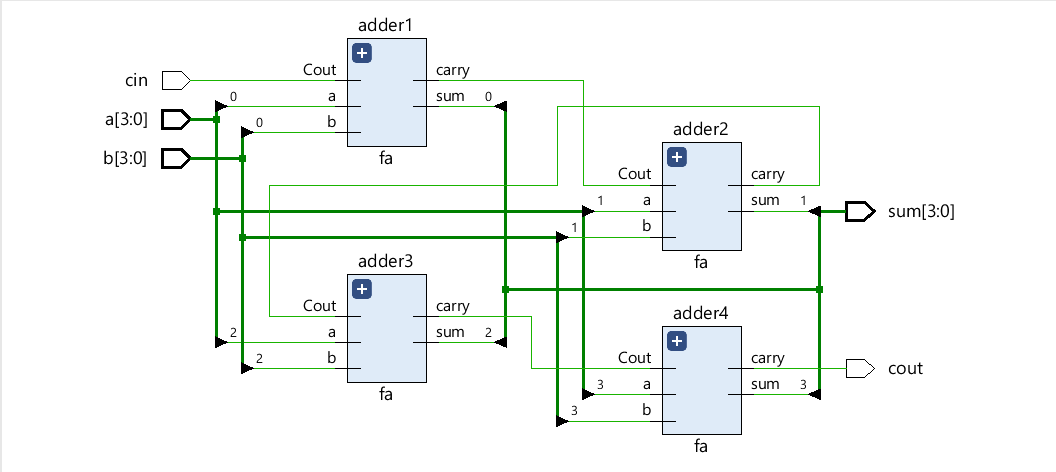 adder1
cin
Cout
carry
a[3:0]
0
a
sum
0
b[3:0]
0
b
fa
adder2
Cout
carry
1
a
sum
1
sum[3:0]
1
b
fa
adder3
Cout
carry
2
a
sum
2
2
b
fa
adder4
Cout
carry
cout
3
a
sum
3
3
b
fa